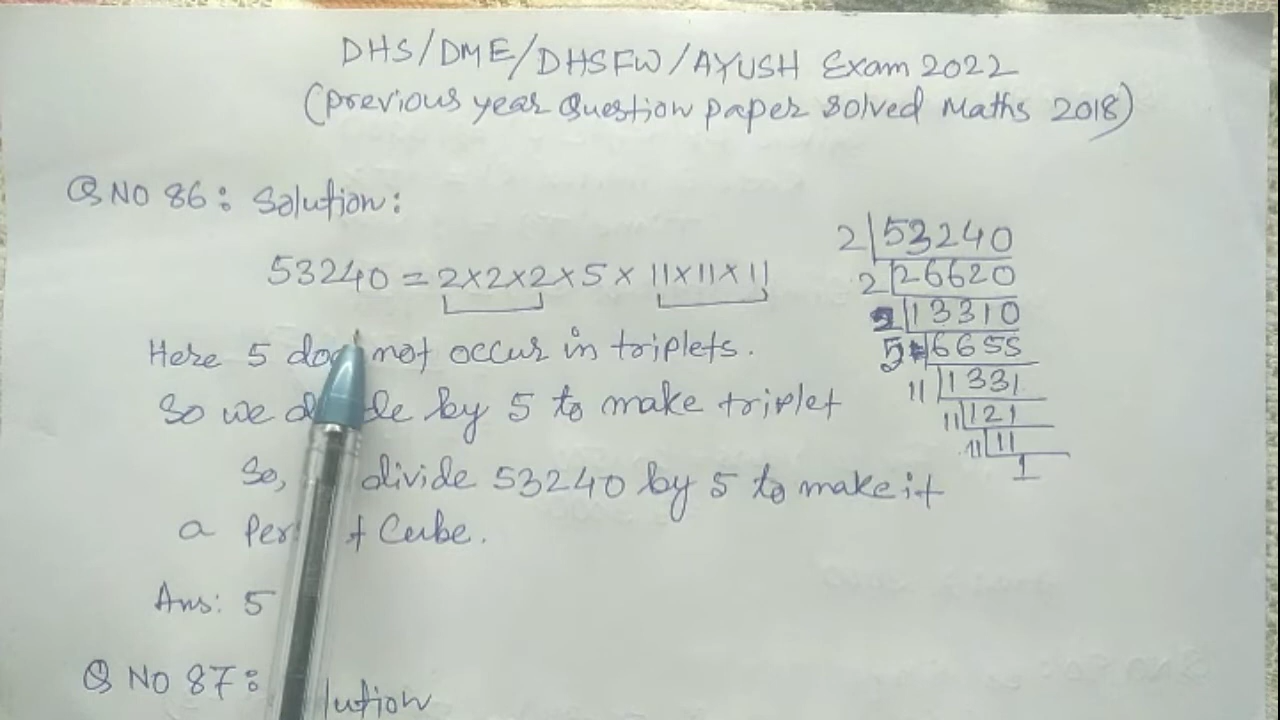 DHS/DME/DHSFW/AYUSH Exam 2022
(previous year Question paper solved Maths 2018)
Q NO 86: Solution:
53240 = 2×2×2×5×11×11×11
2|53240
2|26620
2|13310
5|6655
11|1331
11|121
11|11
1
Here 5 not occur in triplets.
So we by 5 to make triplet
So, divide 53240 by 5 to make it
a Cube.
Ans: 5
Q NO 87: